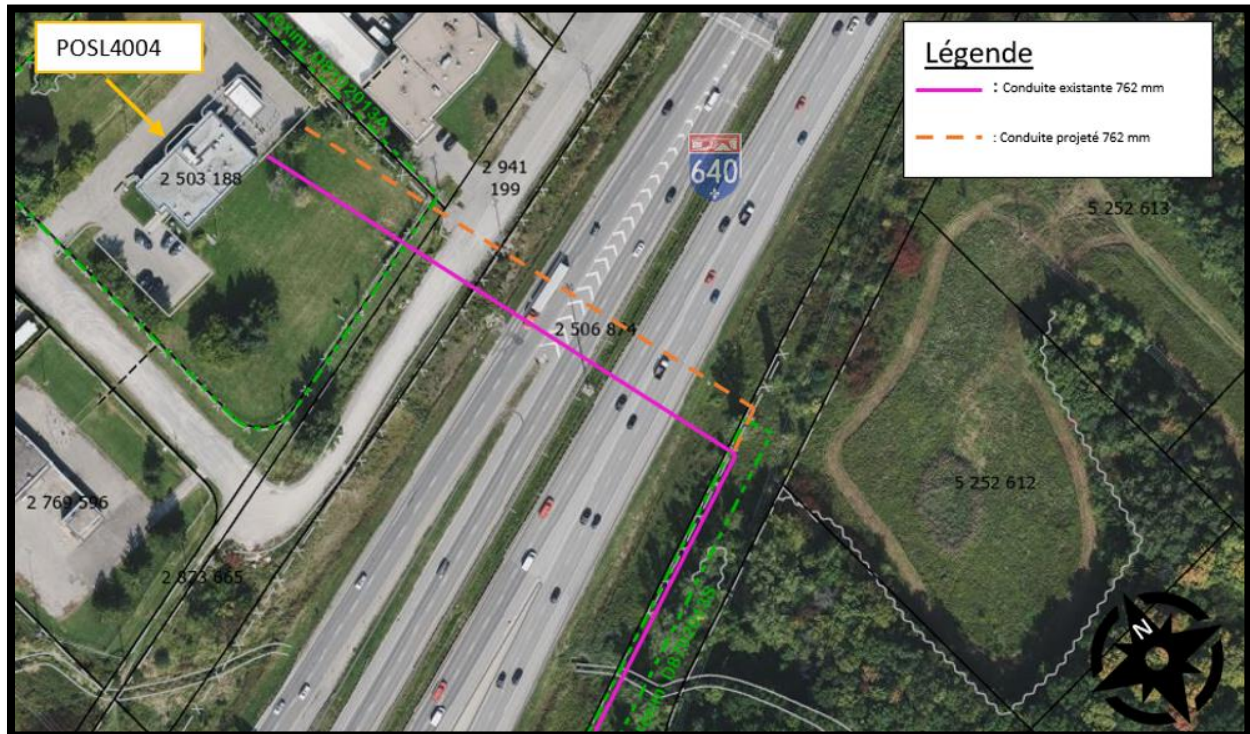 POSL4004
Légende
: Conduite existante 762 mm
: Conduite projeté 762 mm
640
2 503 188
2 941
199
5 252 613
2 506 874
5 252 612
2 769 596
2 873 665
N